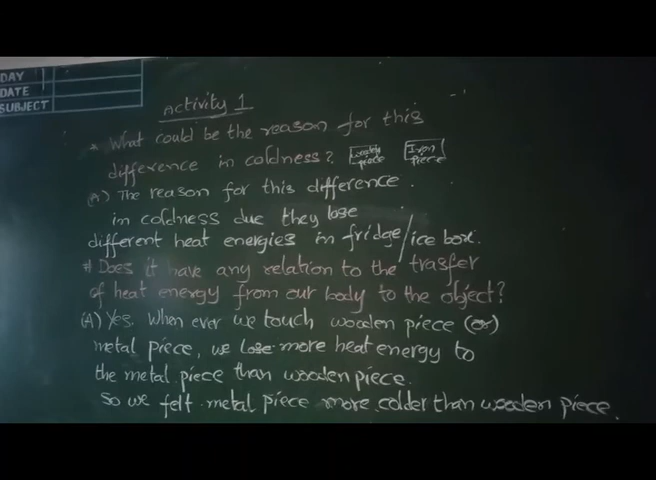 DAY
DATE
SUBJECT
Activity 1
* What could be the reason for this
difference in coldness? Wooden piece Iron piece
(A) The reason for this difference.
in coldness due they lose
different heat energies in fridge/ice box.
# Does it have any relation to the trasfer
of heat energy from our body to the object?
(A) Yes. When ever we touch wooden piece (or)
metal piece, we lose more heat energy to
the metal piece than wooden piece.
So we felt metal piece more colder than wooden piece.